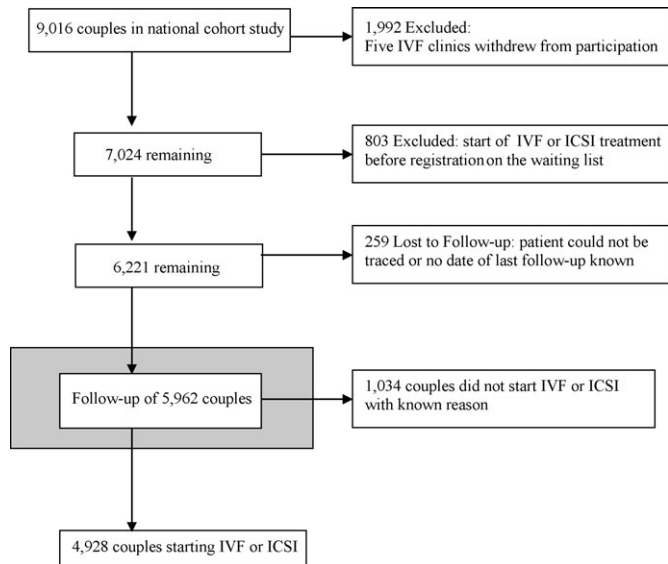 9,016 couples in national cohort study
1,992 Excluded:
Five IVF clinics withdrew from participation
7,024 remaining
803 Excluded: start of IVF or ICSI treatment
before registration on the waiting list
6,221 remaining
259 Lost to Follow-up: patient could not be
traced or no date of last follow-up known
Follow-up of 5,962 couples
1,034 couples did not start IVF or ICSI
with known reason
4,928 couples starting IVF or ICSI